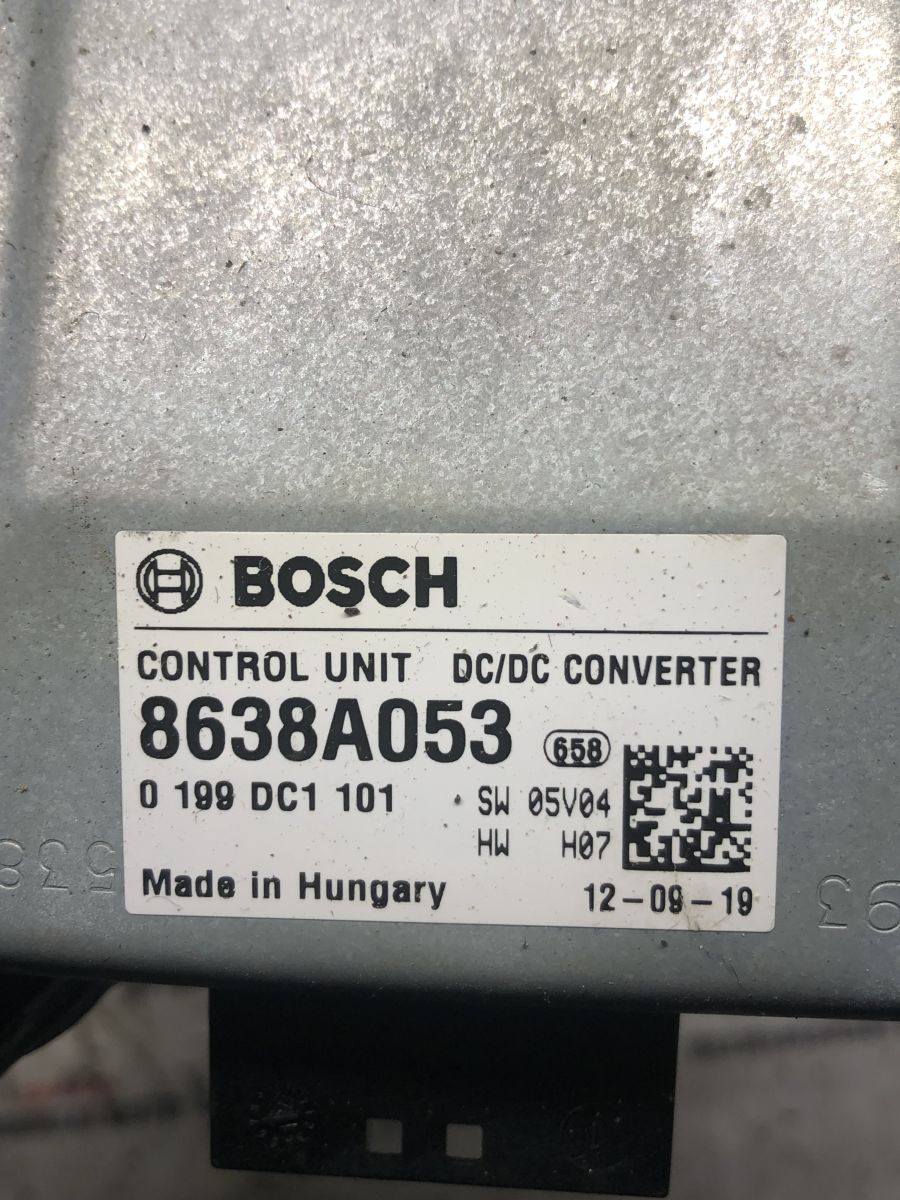 BOSCH
CONTROL UNIT DC/DC CONVERTER
8638A053 658
0 199 DC1 101 SW 05V04
HW H07
Made in Hungary 12-09-19